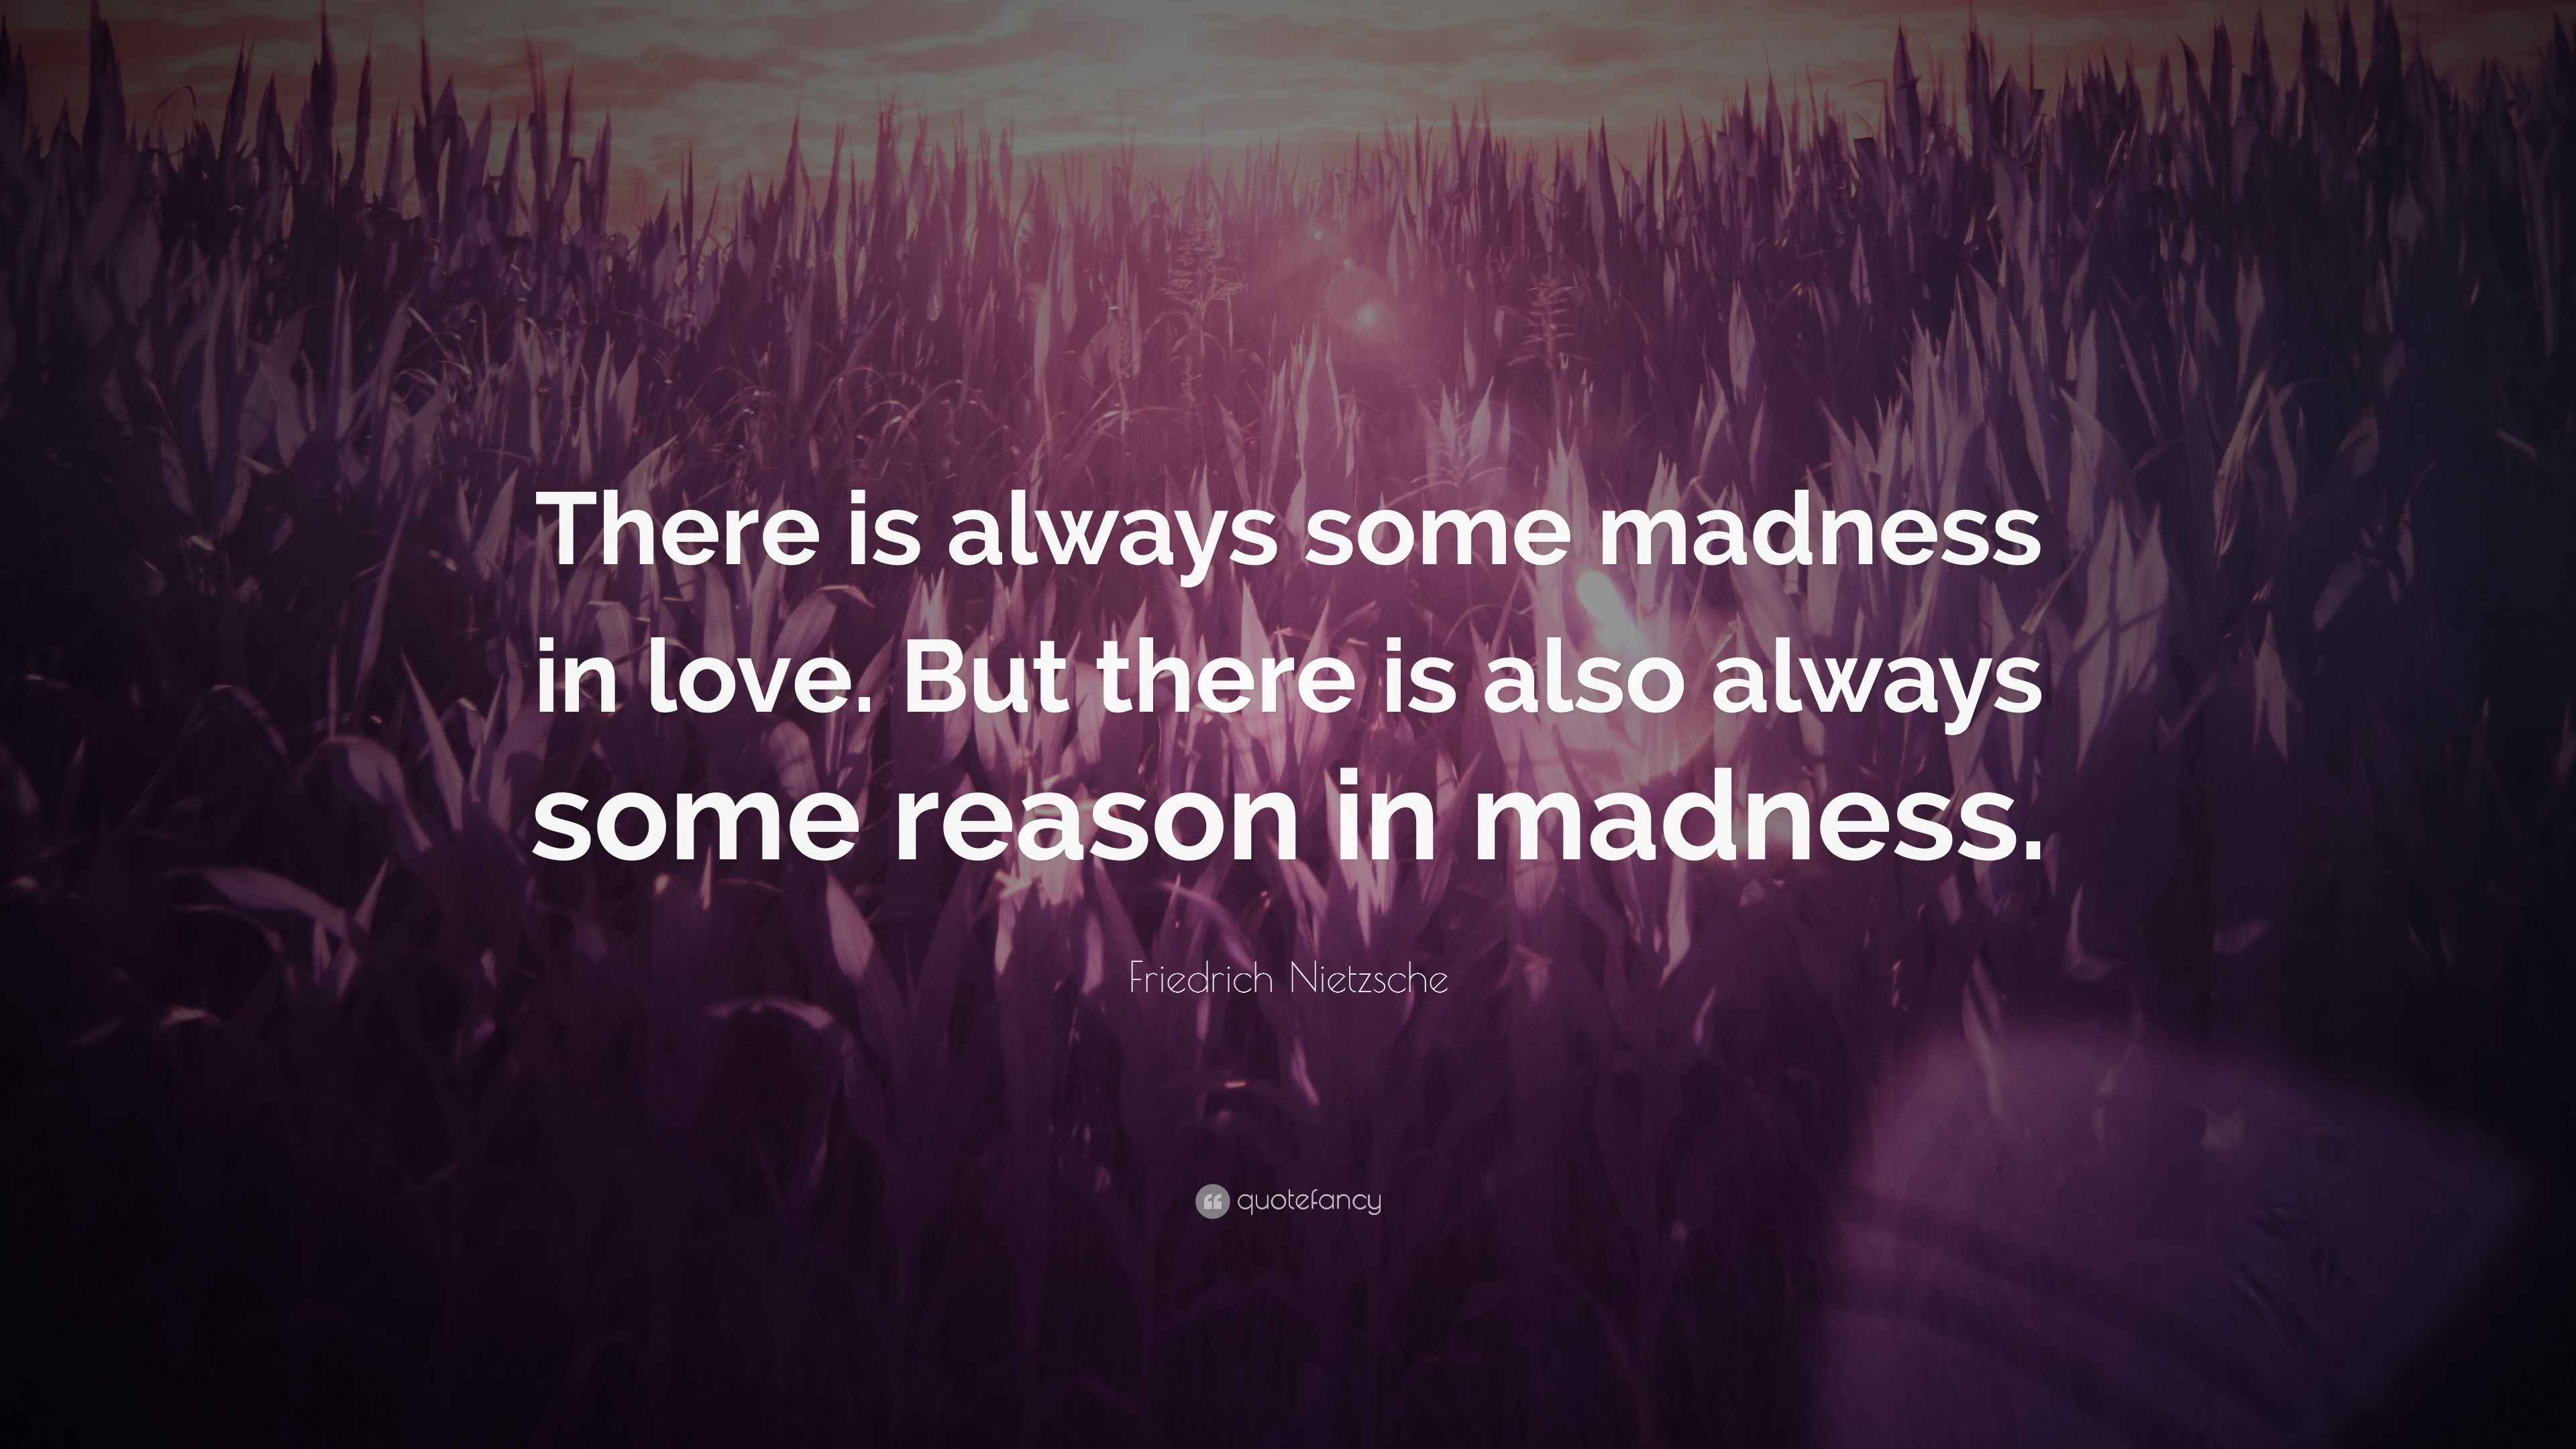 There is always some madness
in love. But there is also always
some reason in madness.
Friedrich Nietzsche
quotefancy